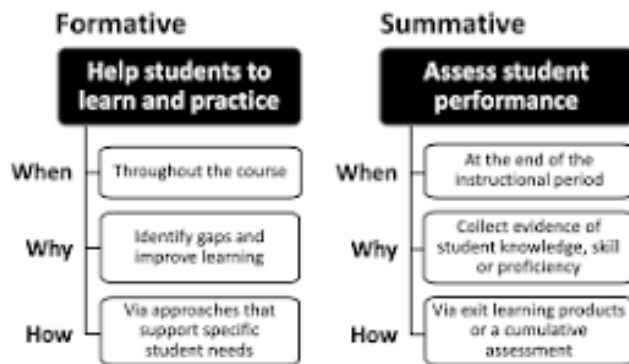 Formative
Help students to
learn and practice
When
Throughout the course
Why
Identify gaps and
improve learning
How
Via approaches that
support specific
student needs
Summative
Assess student
performance
When
At the end of the
instructional period
Why
Collect evidence of
student knowledge, skill
or proficiency
How
Via exit learning products
or a cumulative
assessment